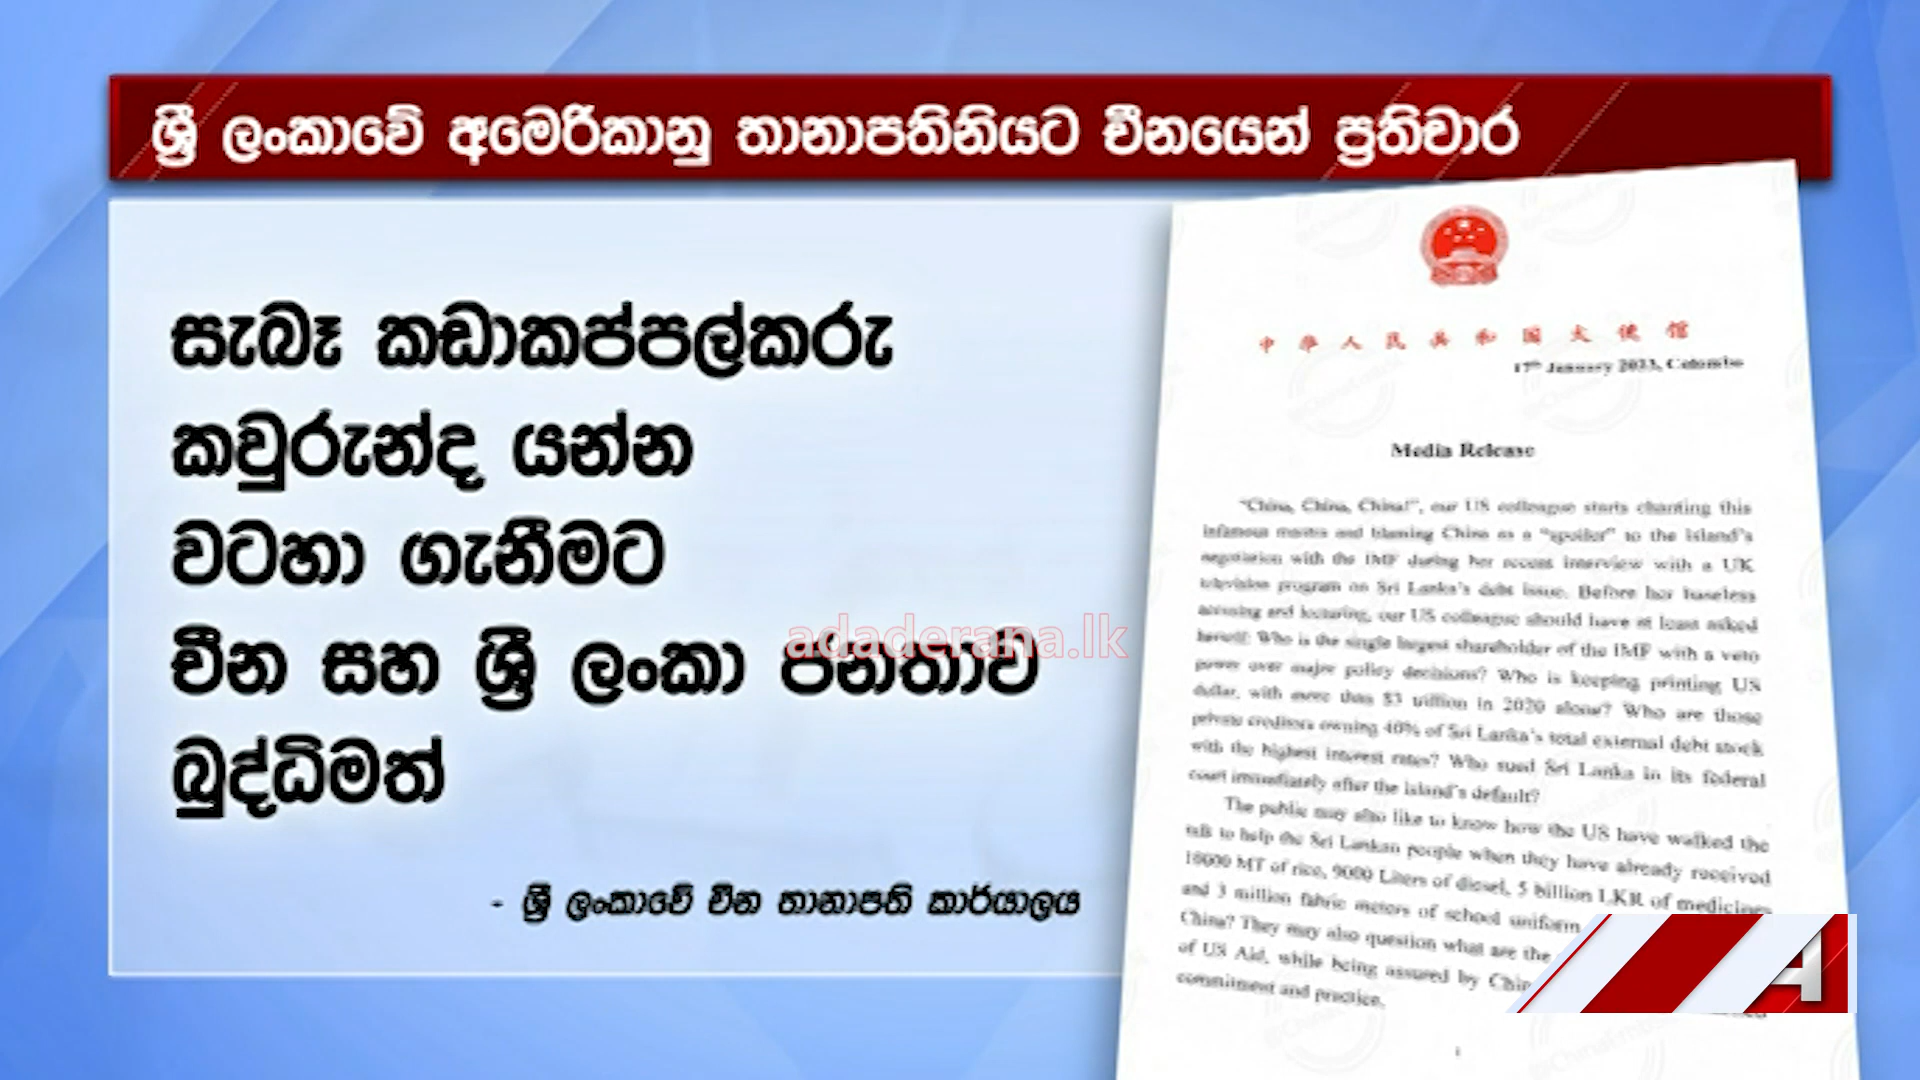 ශ්‍රී ලංකාවේ අමෙරිකානු තානාපතිනියට චීනයෙන් ප්‍රතිචාර
සැබෑ කඩාකප්පල්කරු
කවුරුන්ද යන්න
වටහා ගැනීමට
චීන සහ ශ්‍රී ලංකා ජනතාව
බුද්ධිමත්
- ශ්‍රී ලංකාවේ චීන තානාපති කාර්යාලය
adaderana.lk
中华人民共和国大使馆
17th January 2023, Colombo
Media Release
"China, China, China!", our US colleague starts chanting this
infamous mantra and blaming China as a "spoiler" to the island's
negotiation with the IMF during her recent interview with a UK
television program on Sri Lanka's debt issue. Before her baseless
accusing and lecturing, our US colleague should have at least asked
herself: Who is the single largest shareholder of the IMF with a veto
power over major policy decisions? Who is keeping printing US
dollar, with more than $3 trillion in 2020 alone? Who are those
private creditors owning 40% of Sri Lanka's total external debt stock
with the highest interest rates? Who sued Sri Lanka in its federal
court immediately after the island's default?
The public may also like to know how the US have walked the
talk to help the Sri Lankan people when they have already received
10000 MT of rice, 9000 Liters of diesel, 5 billion LKR of medicines
and 3 million fabric meters of school uniform
China? They may also question what are the
of US Aid, while being assured by
commitment and practice.
1
A